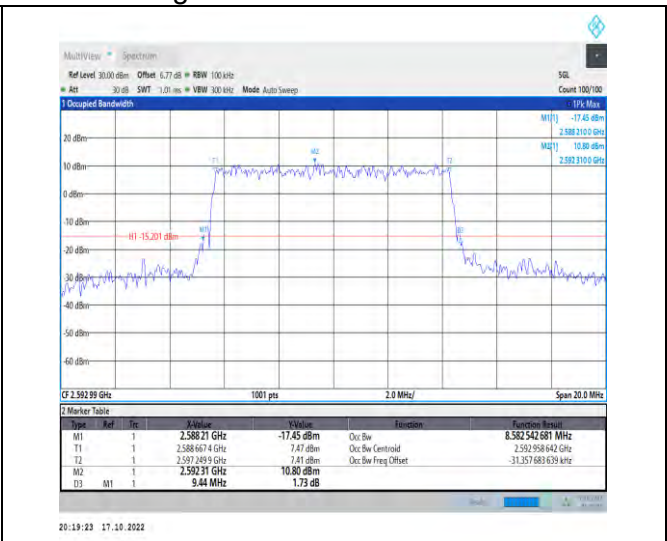 MultiView Spectrum
Ref Level 30.00 dBm Offset 6.77 dB RBW 100 kHz SGL
Att 30 dB SWT 1.01 ms VBW 300 kHz Mode Auto Sweep Count 100/100
1 Occupied Bandwidth 1Pk Max
M1[1] -17.45 dBm
2.588 2100 GHz
20 dBm M2[1] 10.80 dBm
2.592 3100 GHz
M2
T1 T2
10 dBm
0 dBm
-10 dBm
H1 -15.201 dBm M1
-20 dBm
-30 dBm
-40 dBm
-50 dBm
-60 dBm
CF 2.592 99 GHz 1001 pts 2.0 MHz/ Span 20.0 MHz
2 Marker Table
Type Ref Trc X-Value Y-Value Function Function Result
M1 1 2.588 21 GHz -17.45 dBm Occ Bw 8.582 542 681 MHz
T1 1 2.588 667 4 GHz 7.47 dBm Occ Bw Centroid 2.592 958 642 GHz
T2 1 2.597 249 9 GHz 7.41 dBm Occ Bw Freq Offset -31.357 683 639 kHz
M2 1 2.592 31 GHz 10.80 dBm
D3 M1 1 9.44 MHz 1.73 dB
20:19:23 17.10.2022